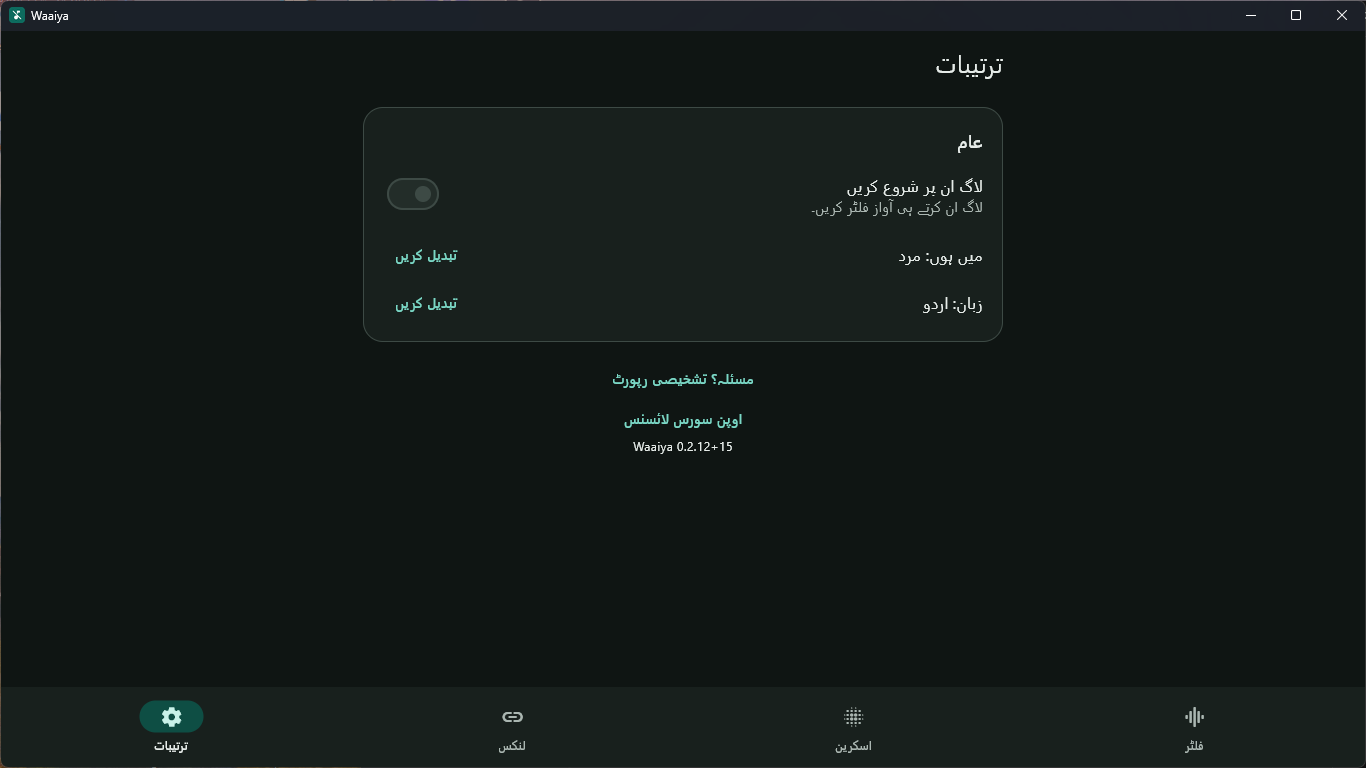 Waaiya
ترتیبات
عام
لاگ ان پر شروع کریں
لاگ ان کرتے ہی آواز فلٹر کریں۔
میں ہوں: مرد
تبدیل کریں
زبان: اردو
تبدیل کریں
مسئلہ؟ تشخیصی رپورٹ
اوپن سورس لائسنس
Waaiya 0.2.12+15
فلٹر
اسکرین
لنکس
ترتیبات